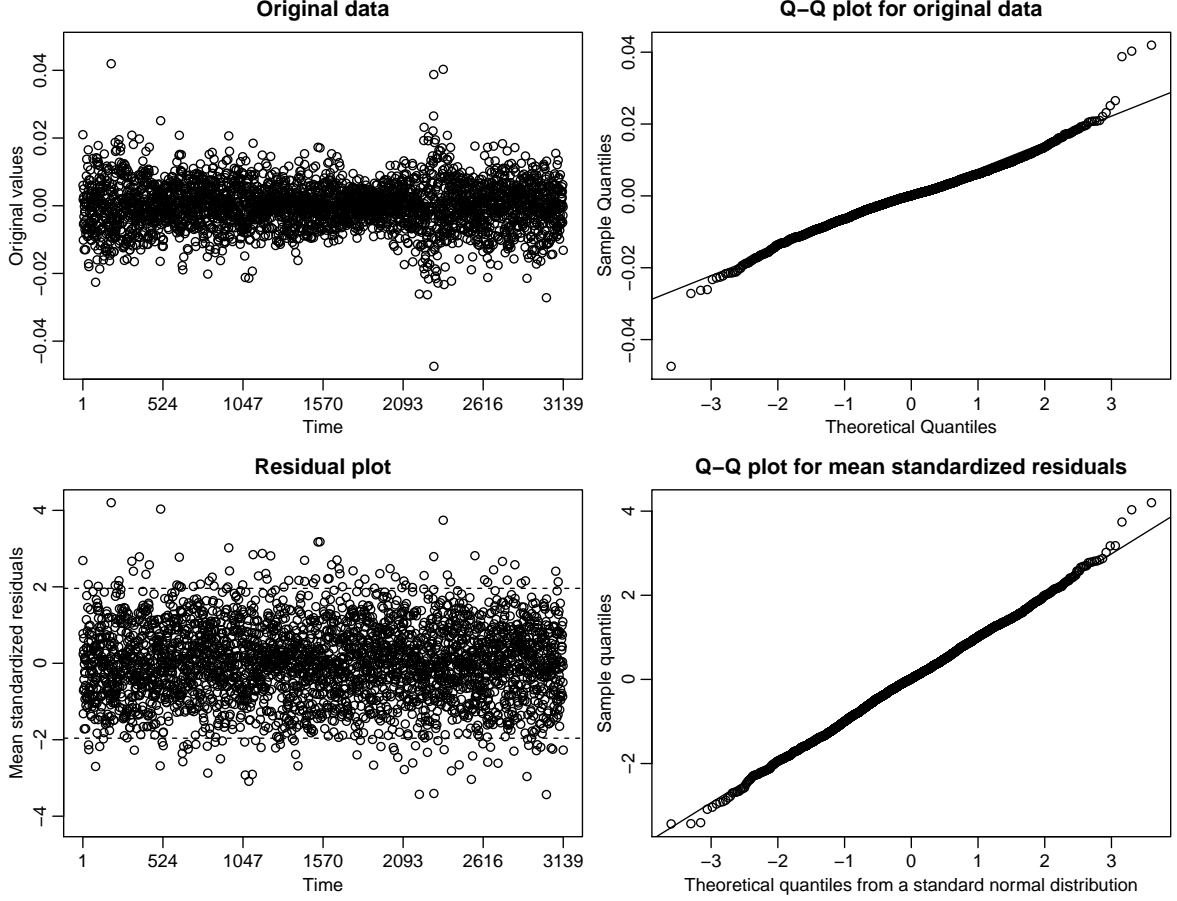 Original data
Original values
0.04
0.02
0.00
−0.02
−0.04
1 524 1047 1570 2093 2616 3139
Time
Q−Q plot for original data
Sample Quantiles
0.04
0.02
0.00
−0.02
−0.04
−3 −2 −1 0 1 2 3
Theoretical Quantiles
Residual plot
Mean standardized residuals
4
2
0
−2
−4
1 524 1047 1570 2093 2616 3139
Time
Q−Q plot for mean standardized residuals
Sample quantiles
4
2
0
−2
−3 −2 −1 0 1 2 3
Theoretical quantiles from a standard normal distribution